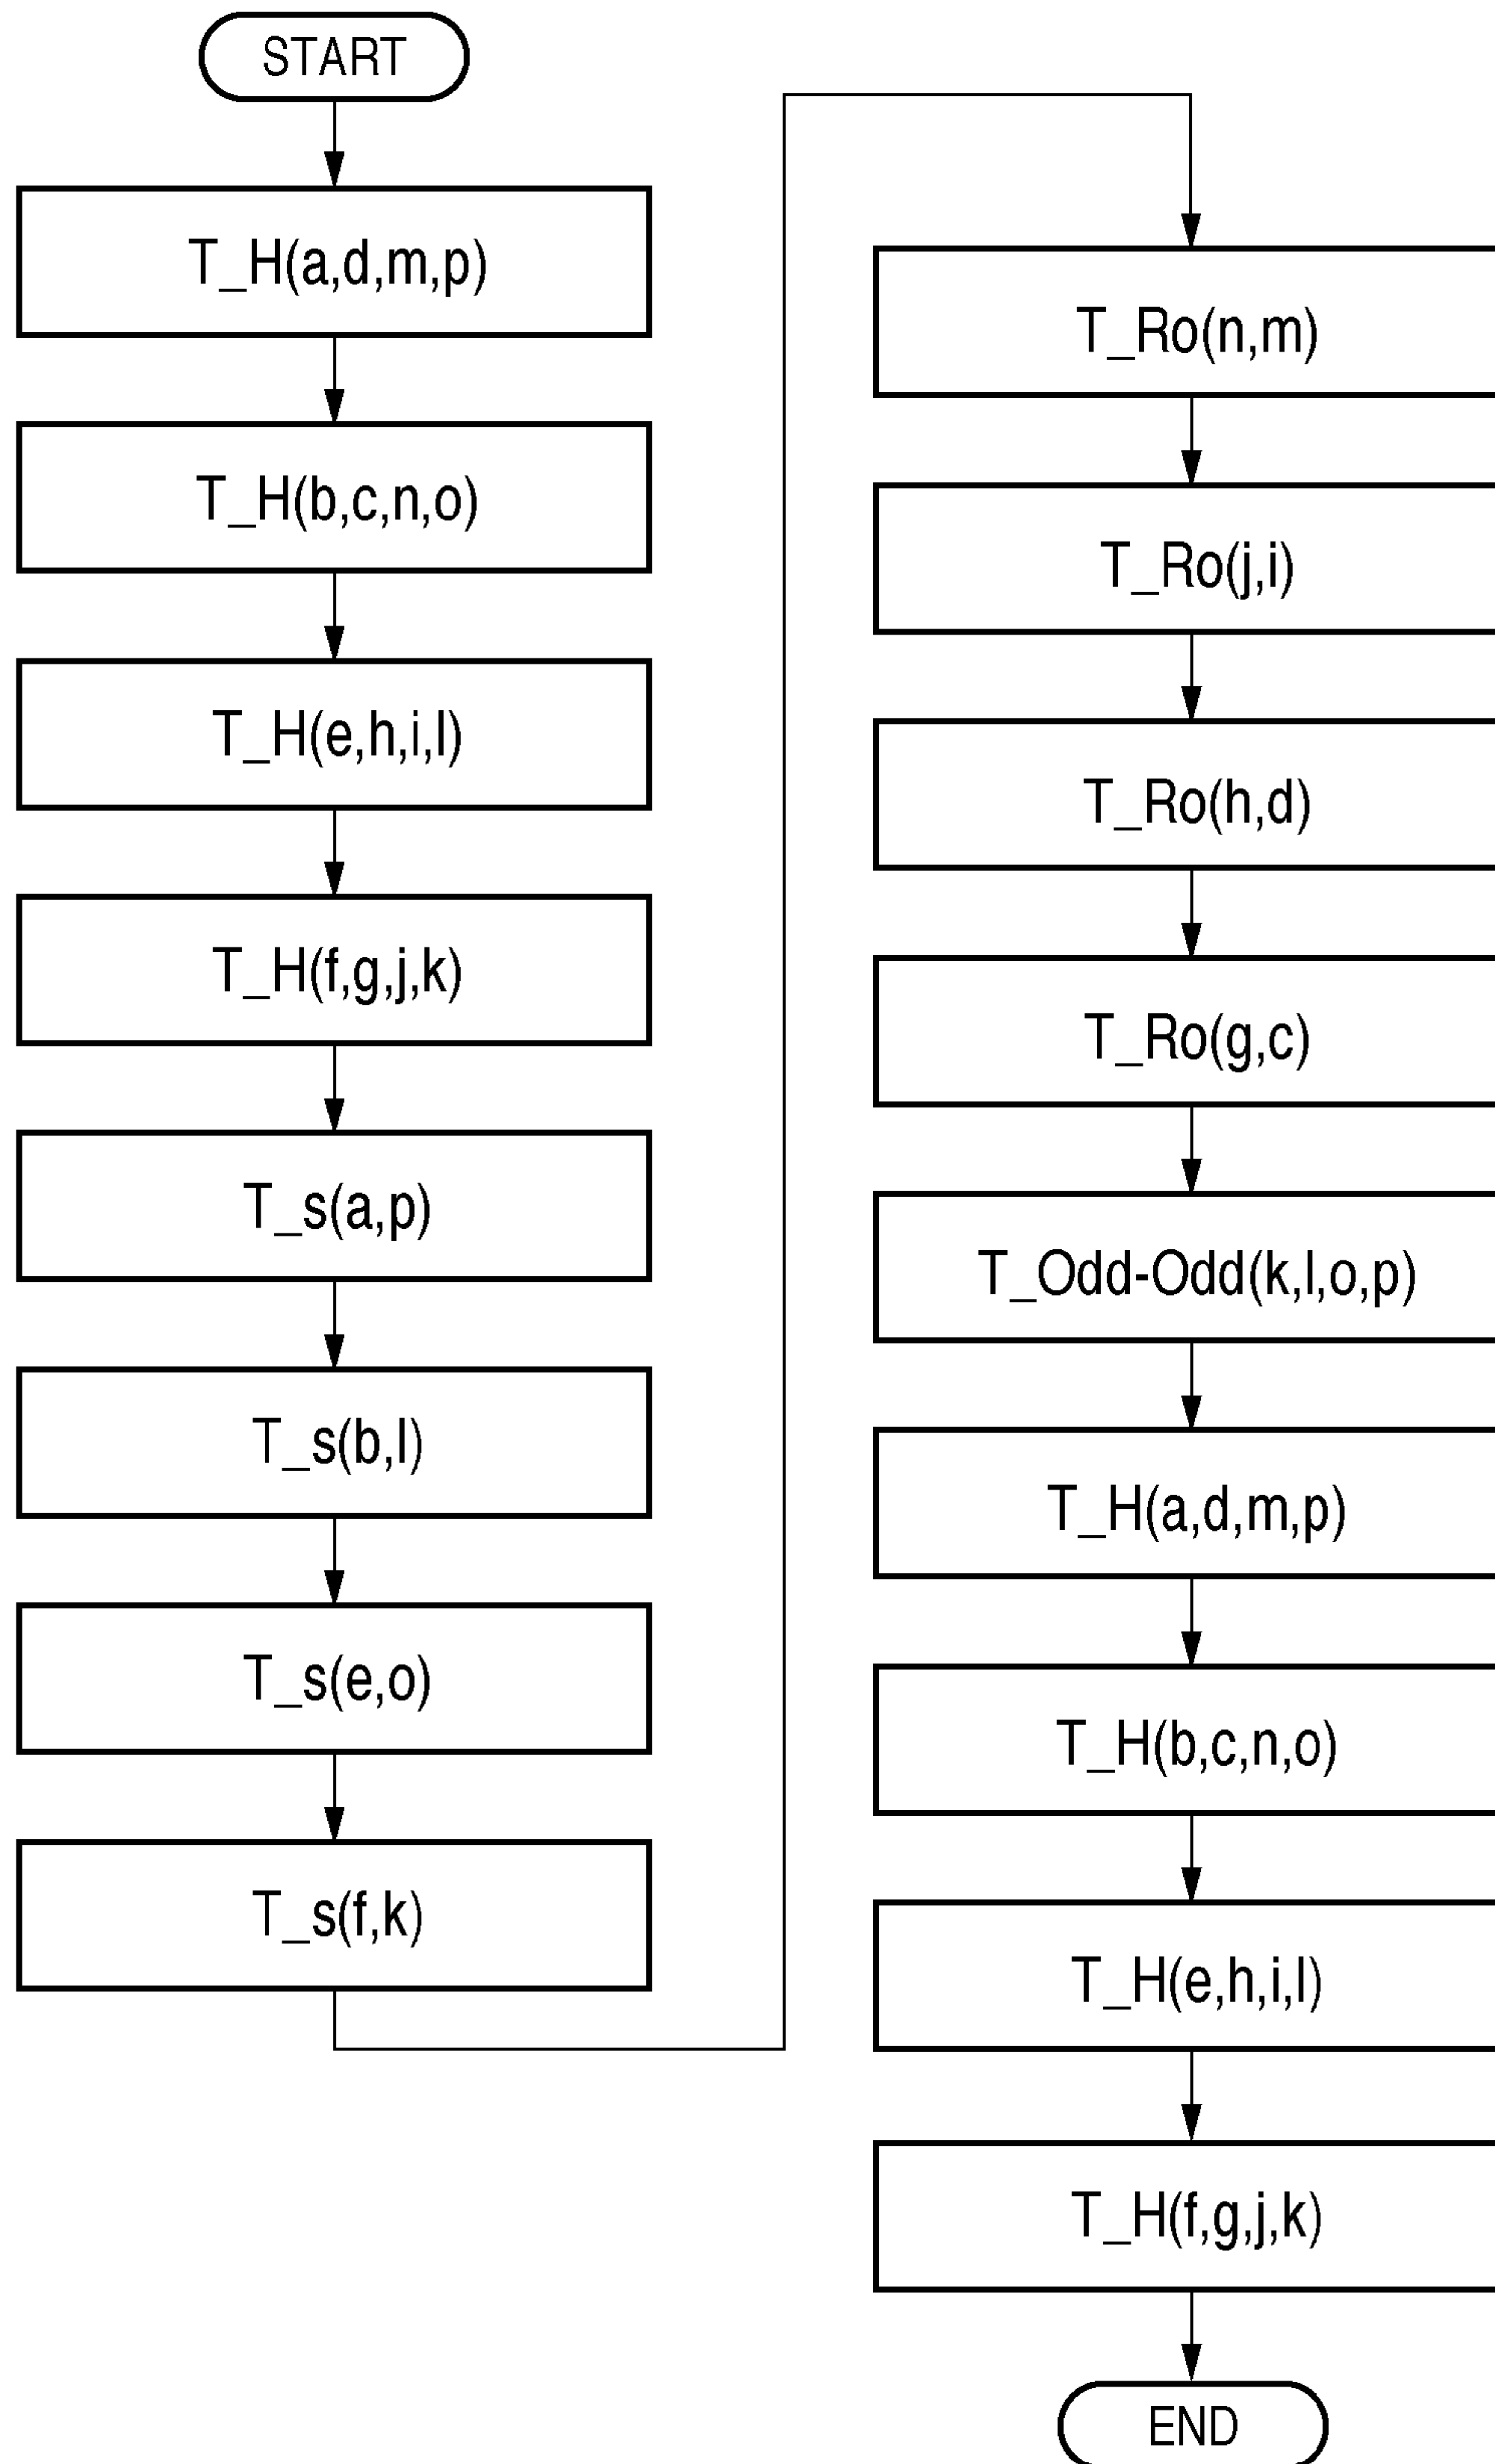 START
T_H(a,d,m,p)
T_H(b,c,n,o)
T_H(e,h,i,l)
T_H(f,g,j,k)
T_s(a,p)
T_s(b,l)
T_s(e,o)
T_s(f,k)
T_Ro(n,m)
T_Ro(j,i)
T_Ro(h,d)
T_Ro(g,c)
T_Odd-Odd(k,l,o,p)
T_H(a,d,m,p)
T_H(b,c,n,o)
T_H(e,h,i,l)
T_H(f,g,j,k)
END